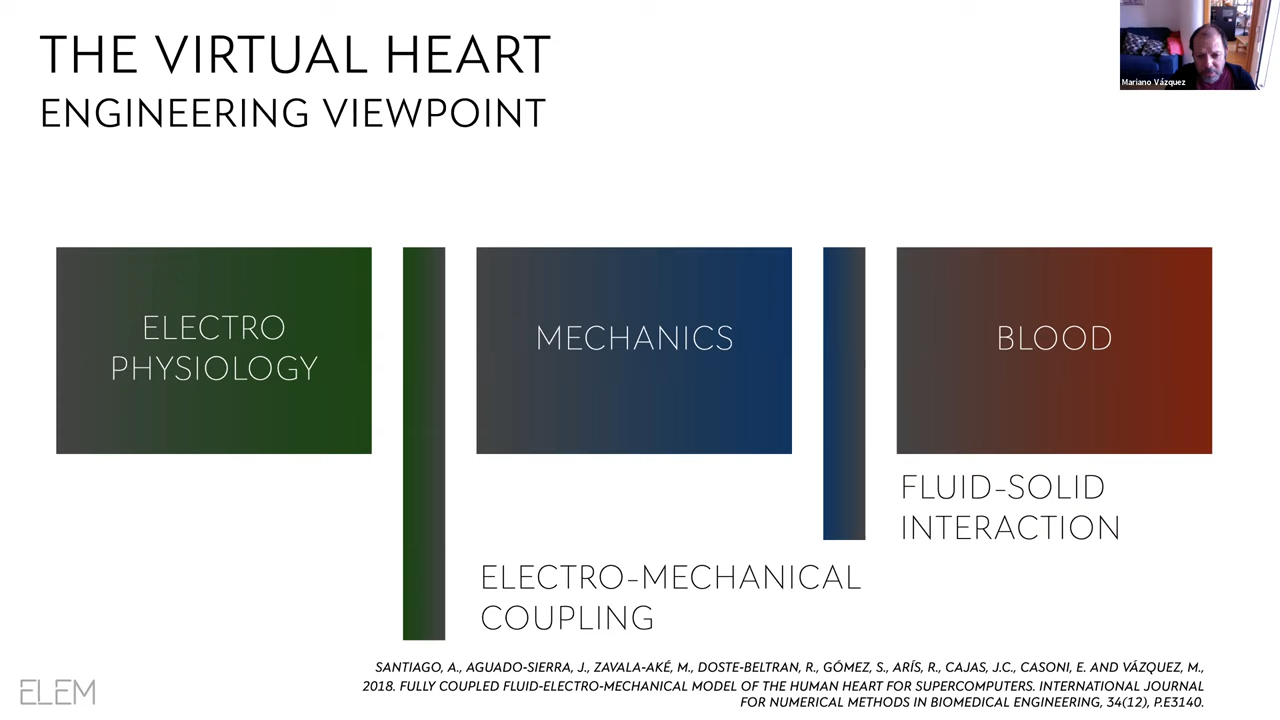 THE VIRTUAL HEART
ENGINEERING VIEWPOINT
Mariano Vázquez
ELECTRO
PHYSIOLOGY
MECHANICS
BLOOD
FLUID-SOLID
INTERACTION
ELECTRO-MECHANICAL
COUPLING
SANTIAGO, A., AGUADO-SIERRA, J., ZAVALA-AKÉ, M., DOSTE-BELTRAN, R., GÓMEZ, S., ARÍS, R., CAJAS, J.C., CASONI, E. AND VÁZQUEZ, M.,
2018. FULLY COUPLED FLUID-ELECTRO-MECHANICAL MODEL OF THE HUMAN HEART FOR SUPERCOMPUTERS. INTERNATIONAL JOURNAL
FOR NUMERICAL METHODS IN BIOMEDICAL ENGINEERING, 34(12), P.E3140.
ELEM